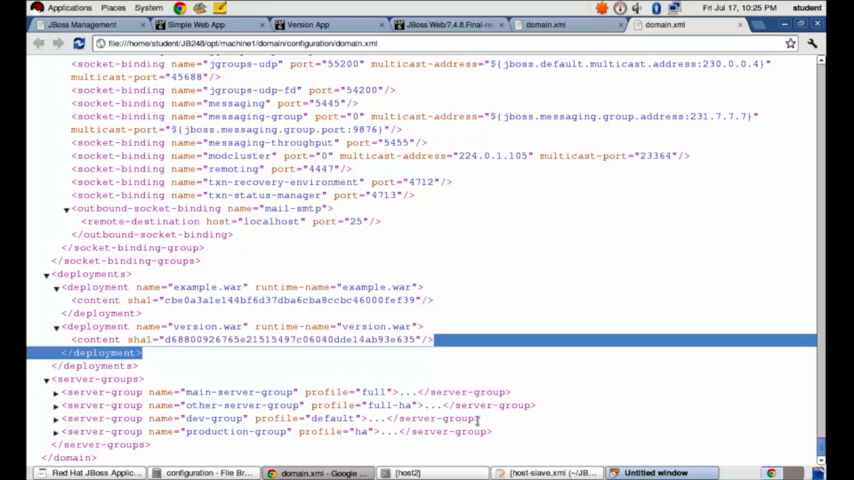 Applications Places System Fri Jul 17, 10:25 PM student
JBoss Management Simple Web App Version App JBoss Web/7.4.8.Final-re domain.xml domain.xml
file:///home/student/JB248/opt/machine1/domain/configuration/domain.xml
<socket-binding name="jgroups-udp" port="55200" multicast-address="${jboss.default.multicast.address:230.0.0.4}"
multicast-port="45688"/>
<socket-binding name="jgroups-udp-fd" port="54200"/>
<socket-binding name="messaging" port="5445"/>
<socket-binding name="messaging-group" port="0" multicast-address="${jboss.messaging.group.address:231.7.7.7}"
multicast-port="${jboss.messaging.group.port:9876}"/>
<socket-binding name="messaging-throughput" port="5455"/>
<socket-binding name="modcluster" port="0" multicast-address="224.0.1.105" multicast-port="23364"/>
<socket-binding name="remoting" port="4447"/>
<socket-binding name="txn-recovery-environment" port="4712"/>
<socket-binding name="txn-status-manager" port="4713"/>
<outbound-socket-binding name="mail-smtp">
<remote-destination host="localhost" port="25"/>
</outbound-socket-binding>
</socket-binding-group>
</socket-binding-groups>
<deployments>
<deployment name="example.war" runtime-name="example.war">
<content sha1="cbe0a3a1e144bf6d37dba6cba8ccbc46000fef39"/>
</deployment>
<deployment name="version.war" runtime-name="version.war">
<content sha1="d68800926765e21515497c06040dde14ab93e635"/>
</deployment>
</deployments>
<server-groups>
<server-group name="main-server-group" profile="full">...</server-group>
<server-group name="other-server-group" profile="full-ha">...</server-group>
<server-group name="dev-group" profile="default">...</server-group>
<server-group name="production-group" profile="ha">...</server-group>
</server-groups>
</domain>
Red Hat JBoss Applic... configuration - File Br... domain.xml - Google ... [host2] [host-slave.xml (~/JB... Untitled window